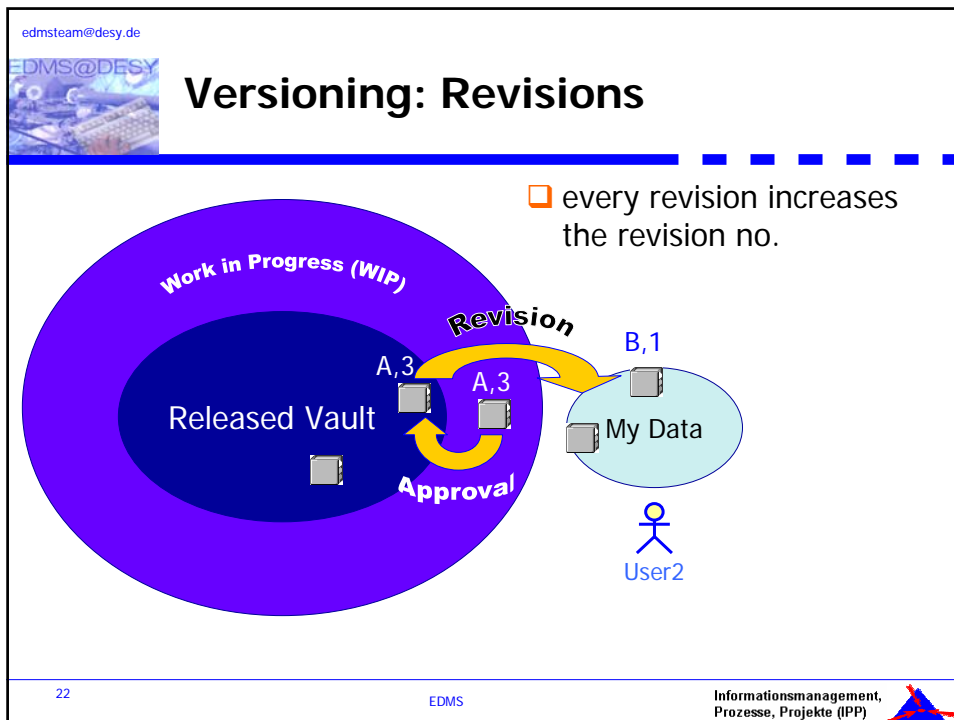 edmsteam@desy.de
EDMS@DESY
Versioning: Revisions
every revision increases
the revision no.
Work in Progress (WIP)
Revision
B,1
A,3
A,3
Released Vault
My Data
Approval
User2
22
EDMS
Informationsmanagement,
Prozesse, Projekte (IPP)